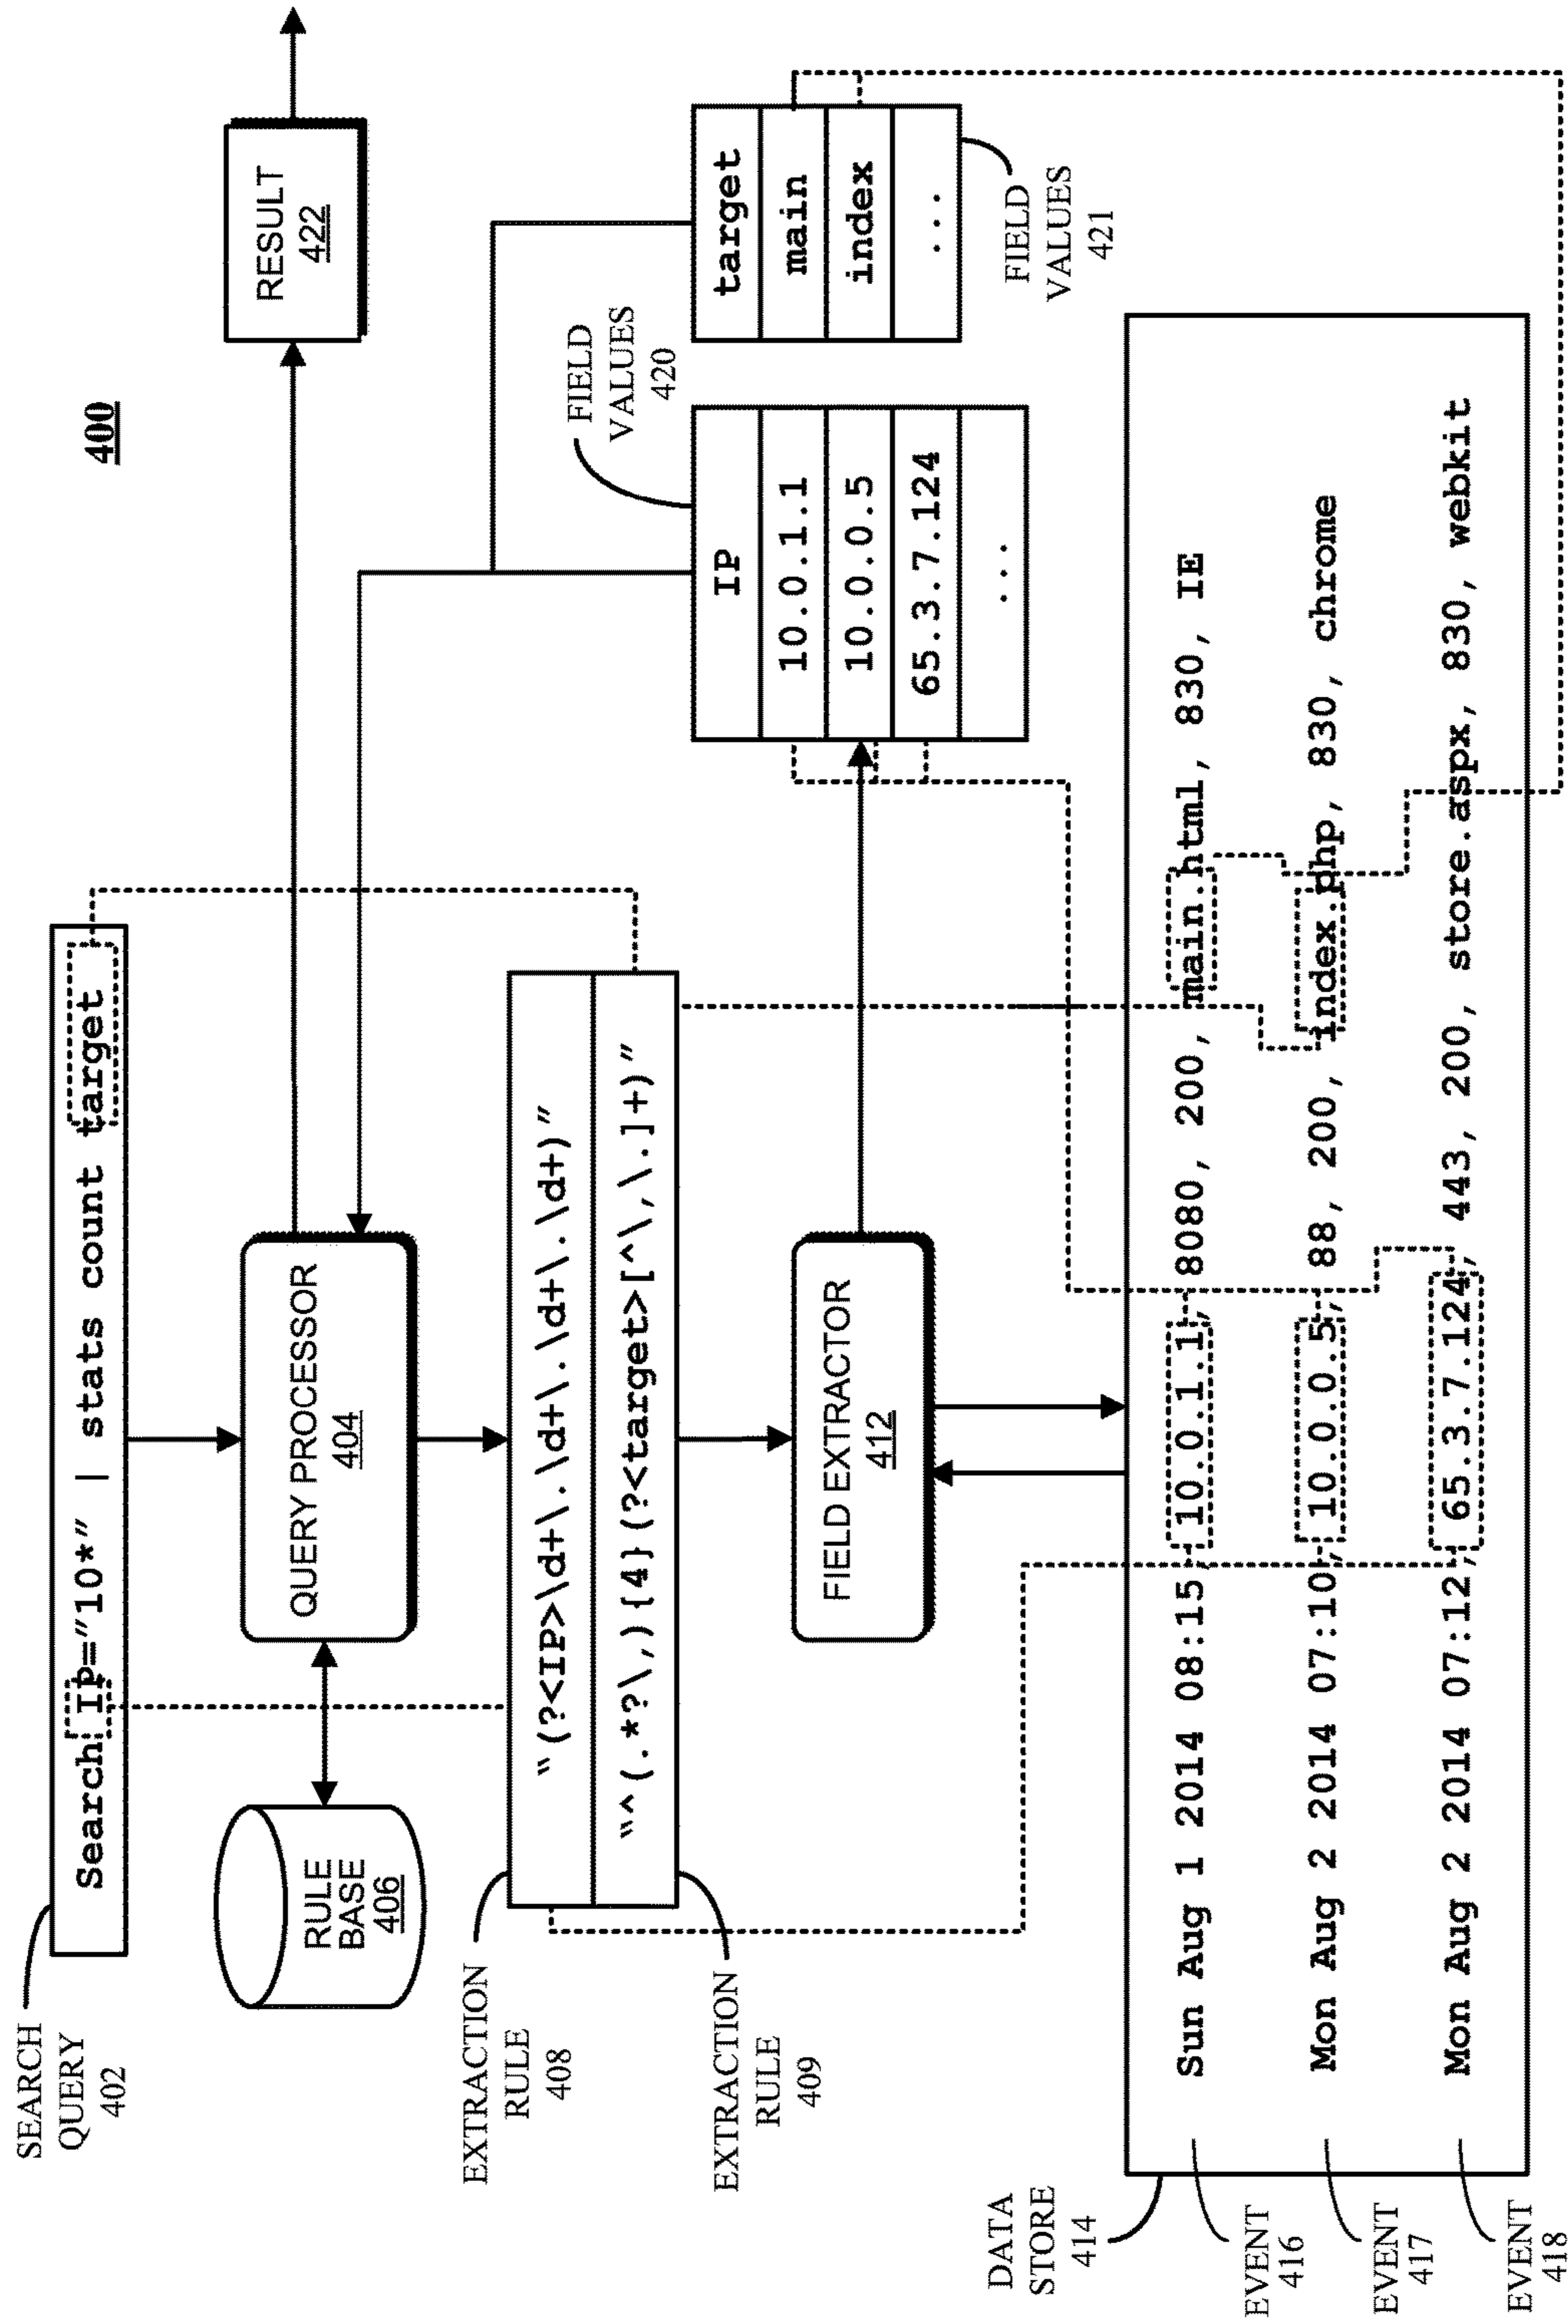 400
SEARCH
QUERY
402
Search IP="10*" | stats count target
RULE
BASE
406
QUERY PROCESSOR
404
RESULT
422
EXTRACTION
RULE
408
"(?<IP>\d+\.\d+\.\d+\.\d+)"
"^(.*?\,){4}(?<target>[^\,\.]+)"
EXTRACTION
RULE
409
FIELD EXTRACTOR
412
FIELD
VALUES
420
IP
10.0.1.1
10.0.0.5
65.3.7.124
...
target
main
index
...
FIELD
VALUES
421
DATA
STORE
414
Sun Aug 1 2014 08:15, 10.0.1.1, 8080, 200, main.html, 830, IE
EVENT
416
Mon Aug 2 2014 07:10, 10.0.0.5, 88, 200, index.php, 830, chrome
EVENT
417
Mon Aug 2 2014 07:12, 65.3.7.124, 443, 200, store.aspx, 830, webkit
EVENT
418